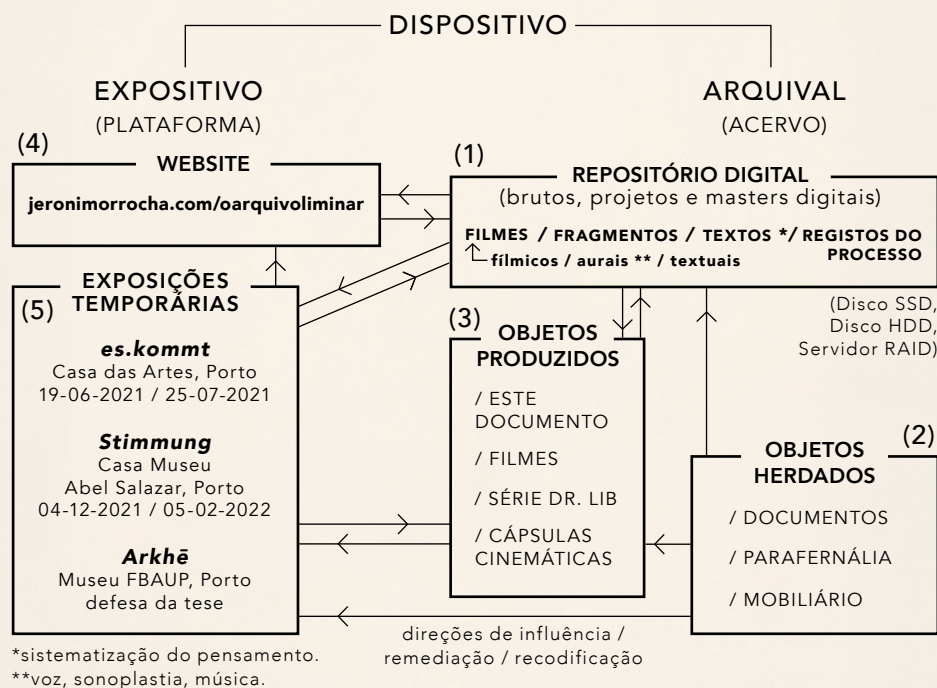 DISPOSITIVO
EXPOSITIVO
(PLATAFORMA)
ARQUIVAL
(ACERVO)
(4)
WEBSITE
jeronimorrocha.com/oarquivoliminar
(1)
REPOSITÓRIO DIGITAL
(brutos, projetos e masters digitais)
FILMES / FRAGMENTOS / TEXTOS */ REGISTOS DO
PROCESSO
fílmicos / aurais ** / textuais
(Disco SSD,
Disco HDD,
Servidor RAID)
(5)
EXPOSIÇÕES
TEMPORÁRIAS
es.kommt
Casa das Artes, Porto
19-06-2021 / 25-07-2021
Stimmung
Casa Museu
Abel Salazar, Porto
04-12-2021 / 05-02-2022
Arkhē
Museu FBAUP, Porto
defesa da tese
(3)
OBJETOS
PRODUZIDOS
/ ESTE
DOCUMENTO
/ FILMES
/ SÉRIE DR. LIB
/ CÁPSULAS
CINEMÁTICAS
(2)
OBJETOS
HERDADOS
/ DOCUMENTOS
/ PARAFERNÁLIA
/ MOBILIÁRIO
direções de influência /
remediação / recodificação
*sistematização do pensamento.
**voz, sonoplastia, música.